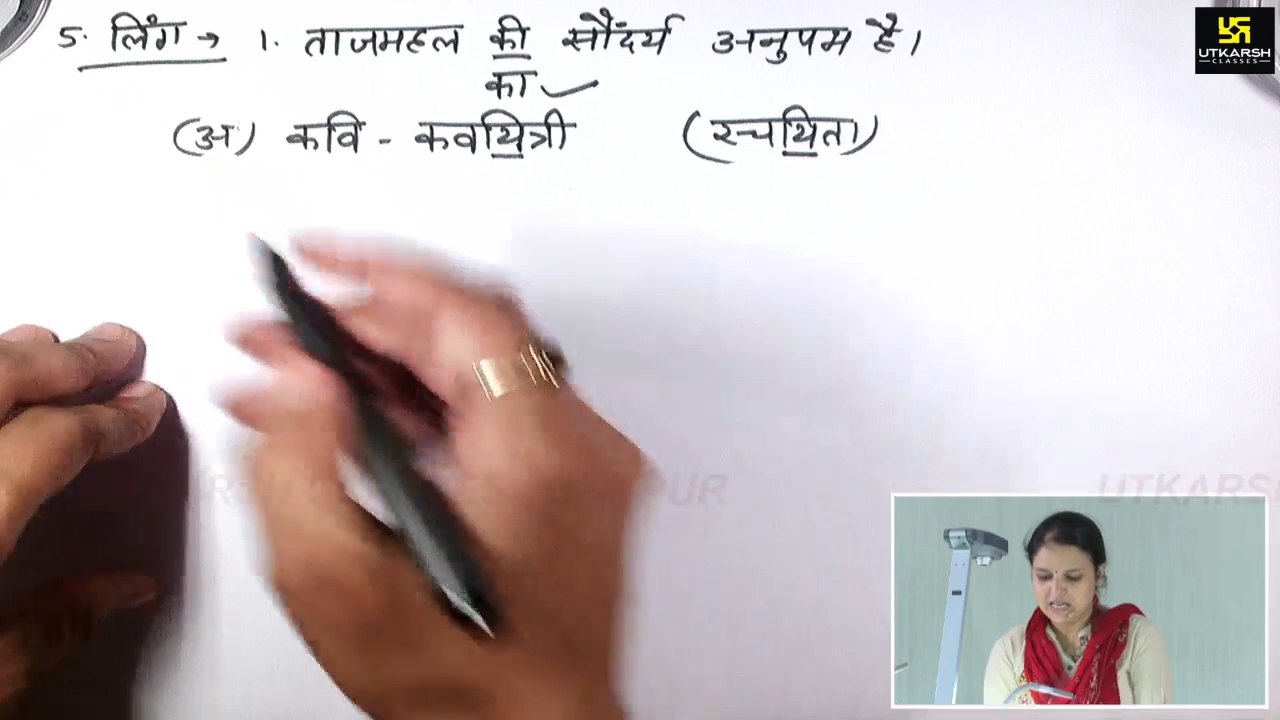 5. लिंग → 1. ताजमहल की सौंदर्य अनुपम है।
का ✓
(अ) कवि - कवयित्री (रचयिता)
UTKARSH
CLASSES